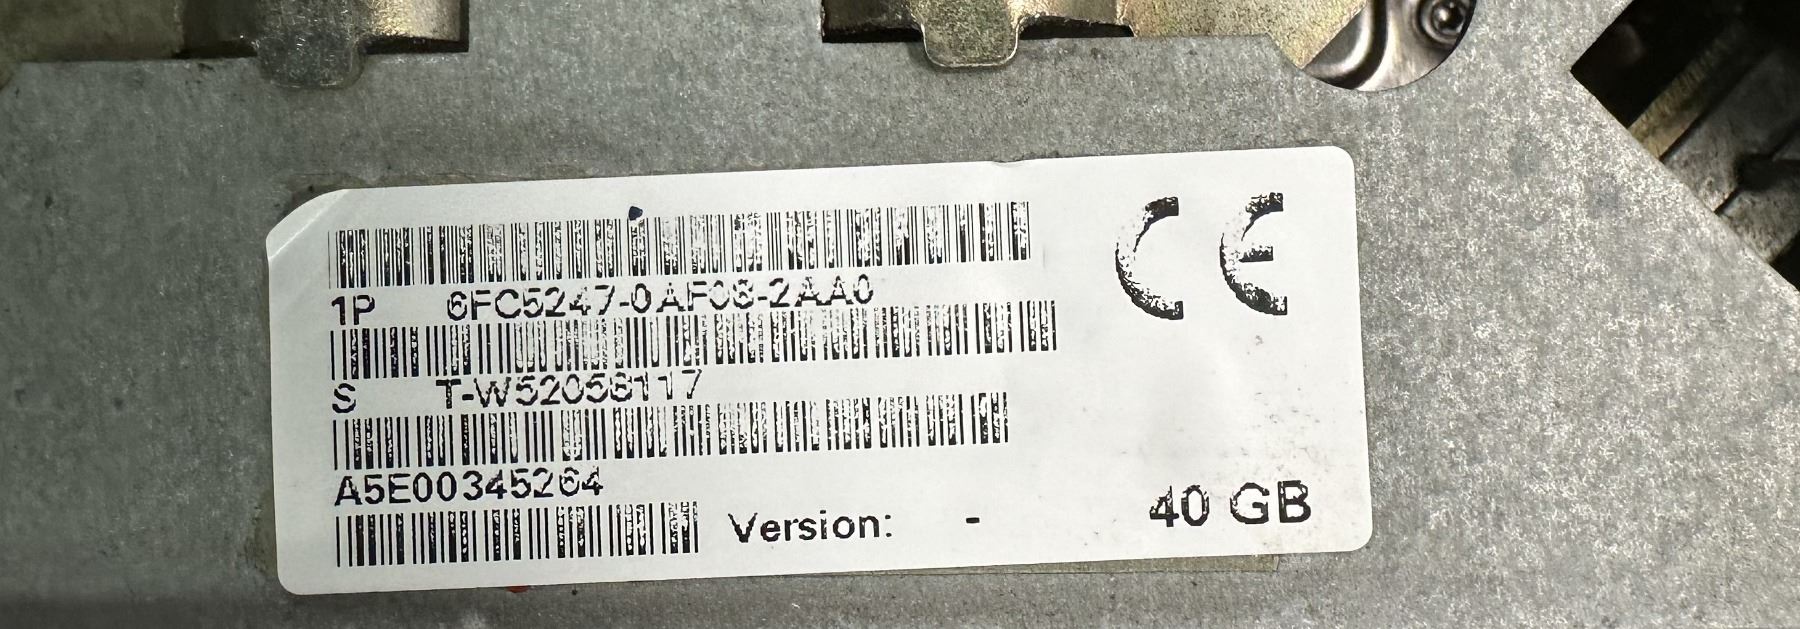 CE
1P 6FC5247-0AF08-2AA0
S T-W52058117
A5E00345264
Version: - 40 GB